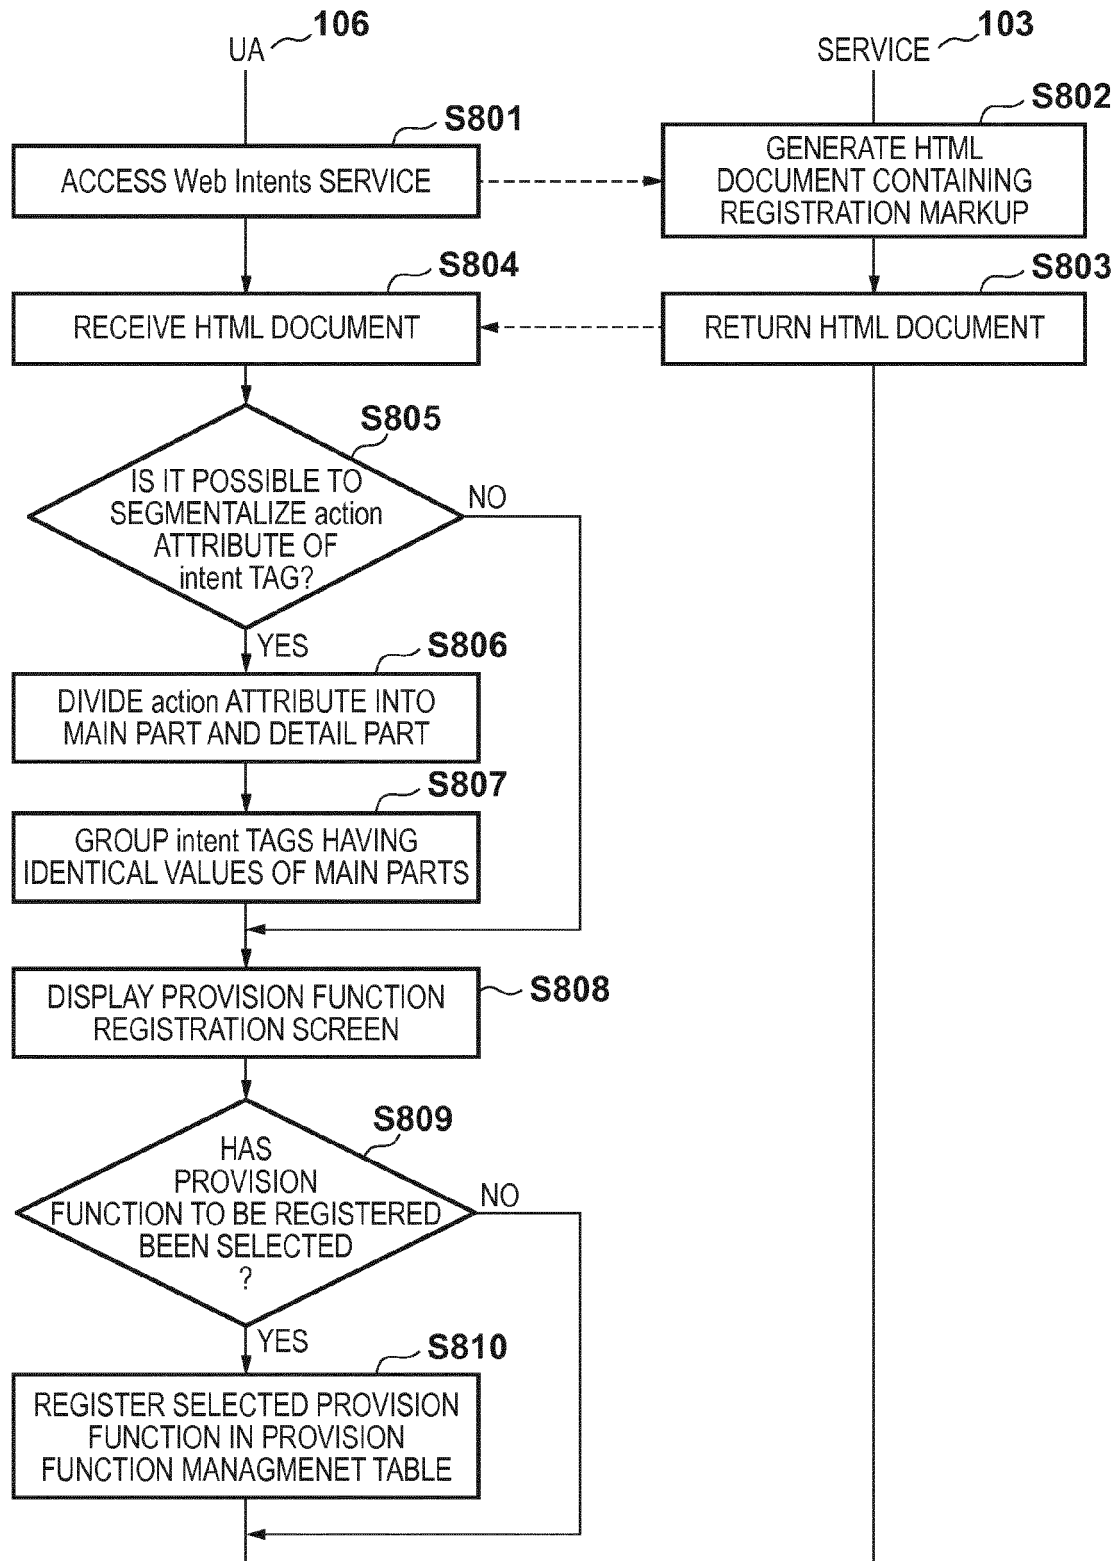 UA
106
SERVICE
103
S801
ACCESS Web Intents SERVICE
S802
GENERATE HTML
DOCUMENT CONTAINING
REGISTRATION MARKUP
S804
RECEIVE HTML DOCUMENT
S803
RETURN HTML DOCUMENT
S805
IS IT POSSIBLE TO
SEGMENTALIZE action
ATTRIBUTE OF
intent TAG?
NO
YES
S806
DIVIDE action ATTRIBUTE INTO
MAIN PART AND DETAIL PART
S807
GROUP intent TAGS HAVING
IDENTICAL VALUES OF MAIN PARTS
DISPLAY PROVISION FUNCTION
REGISTRATION SCREEN
S808
S809
HAS
PROVISION
FUNCTION TO BE REGISTERED
BEEN SELECTED
?
NO
YES
S810
REGISTER SELECTED PROVISION
FUNCTION IN PROVISION
FUNCTION MANAGMENET TABLE